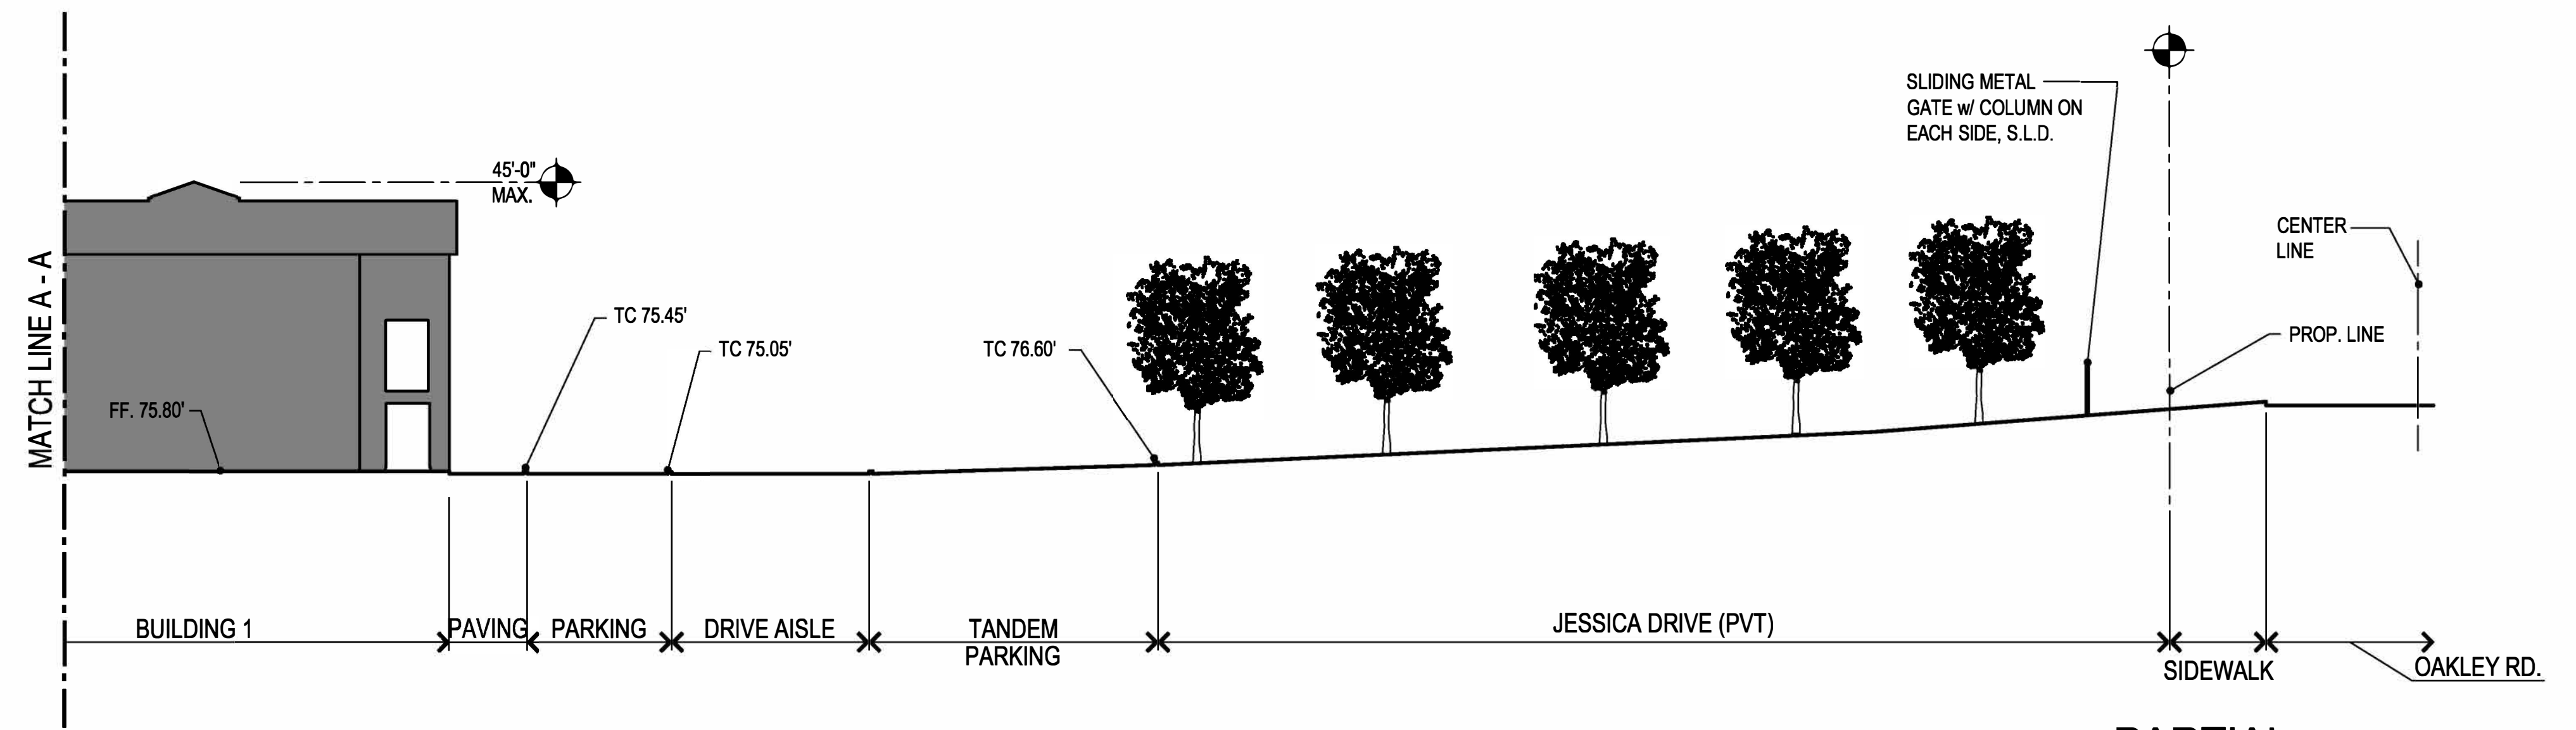 MATCH LINE A - A
45'-0"
MAX.
SLIDING METAL
GATE w/ COLUMN ON
EACH SIDE, S.L.D.
CENTER
LINE
TC 75.45'
TC 75.05'
TC 76.60'
PROP. LINE
FF. 75.80'
BUILDING 1
PAVING
PARKING
DRIVE AISLE
TANDEM
PARKING
JESSICA DRIVE (PVT)
SIDEWALK
OAKLEY RD.